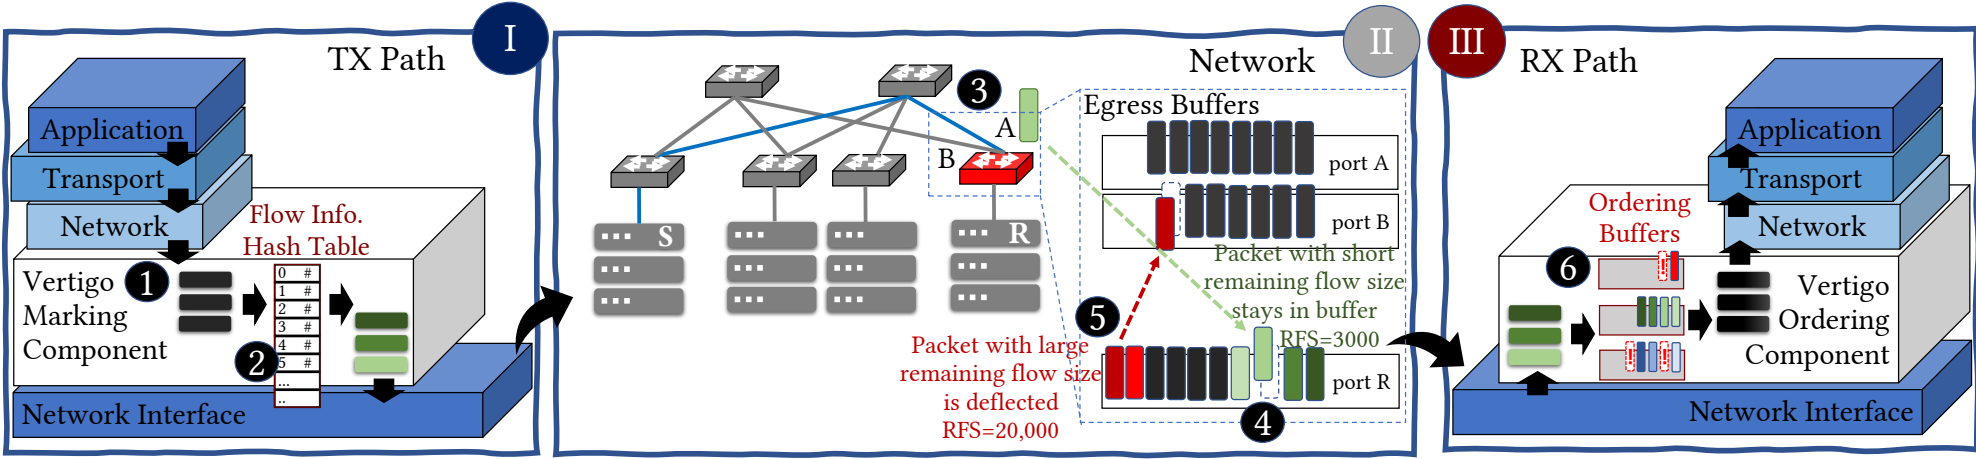 TX Path
I
Application
Transport
Network
Flow Info.
Hash Table
Vertigo
Marking
Component
1
2
0 #
1 #
2 #
3 #
4 #
5 #
...
..
Network Interface
Network
II
3
A
B
S
R
Egress Buffers
port A
port B
Packet with short
remaining flow size
stays in buffer
RFS=3000
5
Packet with large
remaining flow size
is deflected
RFS=20,000
port R
4
III
RX Path
Application
Transport
Network
Ordering
Buffers
6
!
!
!
Vertigo
Ordering
Component
Network Interface